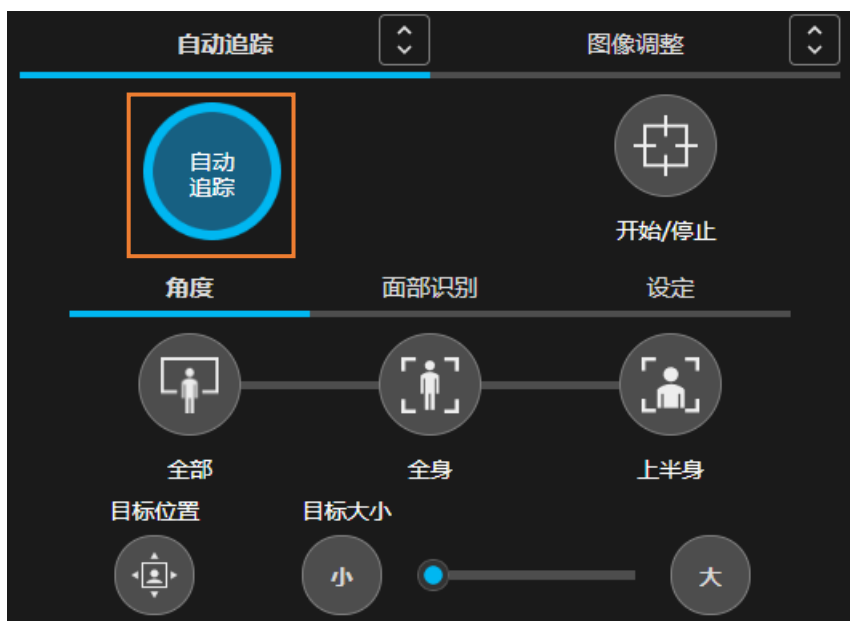 自动追踪
图像调整
自动
追踪
开始/停止
角度
面部识别
设定
全部
全身
上半身
目标位置
目标大小
小
大